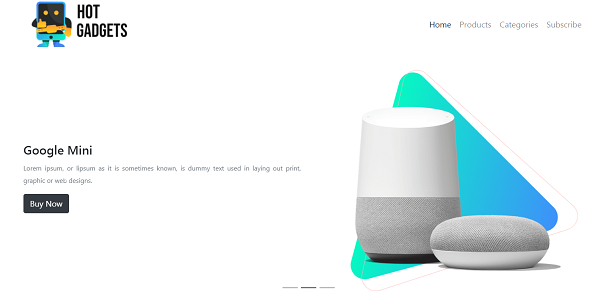 HOT
GADGETS
Home Products Categories Subscribe
Google Mini
Lorem ipsum, or lipsum as it is sometimes known, is dummy text used in laying out print,
graphic or web designs.
Buy Now